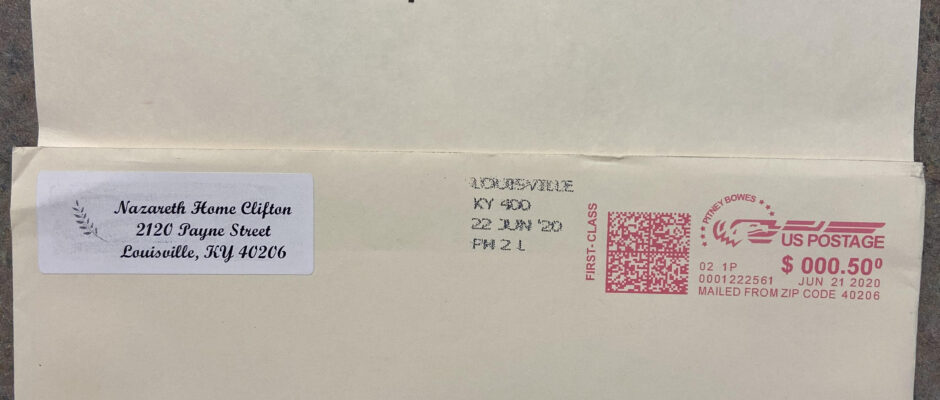 Nazareth Home Clifton
2120 Payne Street
Louisville, KY 40206
LOUISVILLE
KY 400
22 JUN '20
PM 2 L
FIRST-CLASS
PITNEY BOWES
US POSTAGE
$ 000.50⁰
02 1P
0001222561 JUN 21 2020
MAILED FROM ZIP CODE 40206